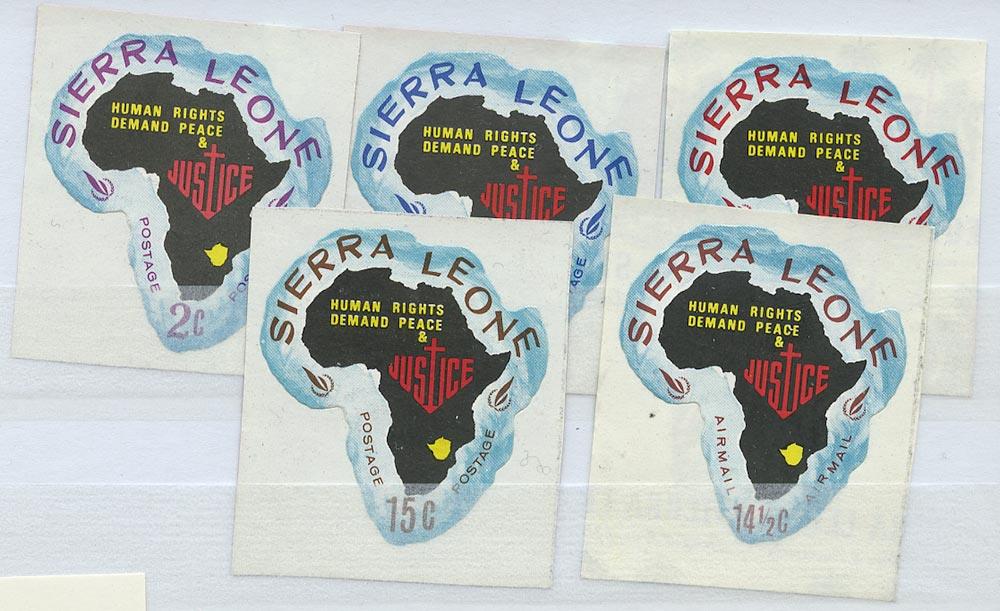 SIERRA LEONE
HUMAN RIGHTS
DEMAND PEACE
&
JUSTICE
POSTAGE
2C
SIERRA LEONE
HUMAN RIGHTS
DEMAND PEACE
&
JUSTICE
AGE
SIERRA LEONE
HUMAN RIGHTS
DEMAND PEACE
&
JUSTICE
SIERRA LEONE
HUMAN RIGHTS
DEMAND PEACE
&
JUSTICE
POSTAGE
POSTAGE
15C
SIERRA LEONE
HUMAN RIGHTS
DEMAND PEACE
&
JUSTICE
AIRMAIL
AIRMAIL
14½C